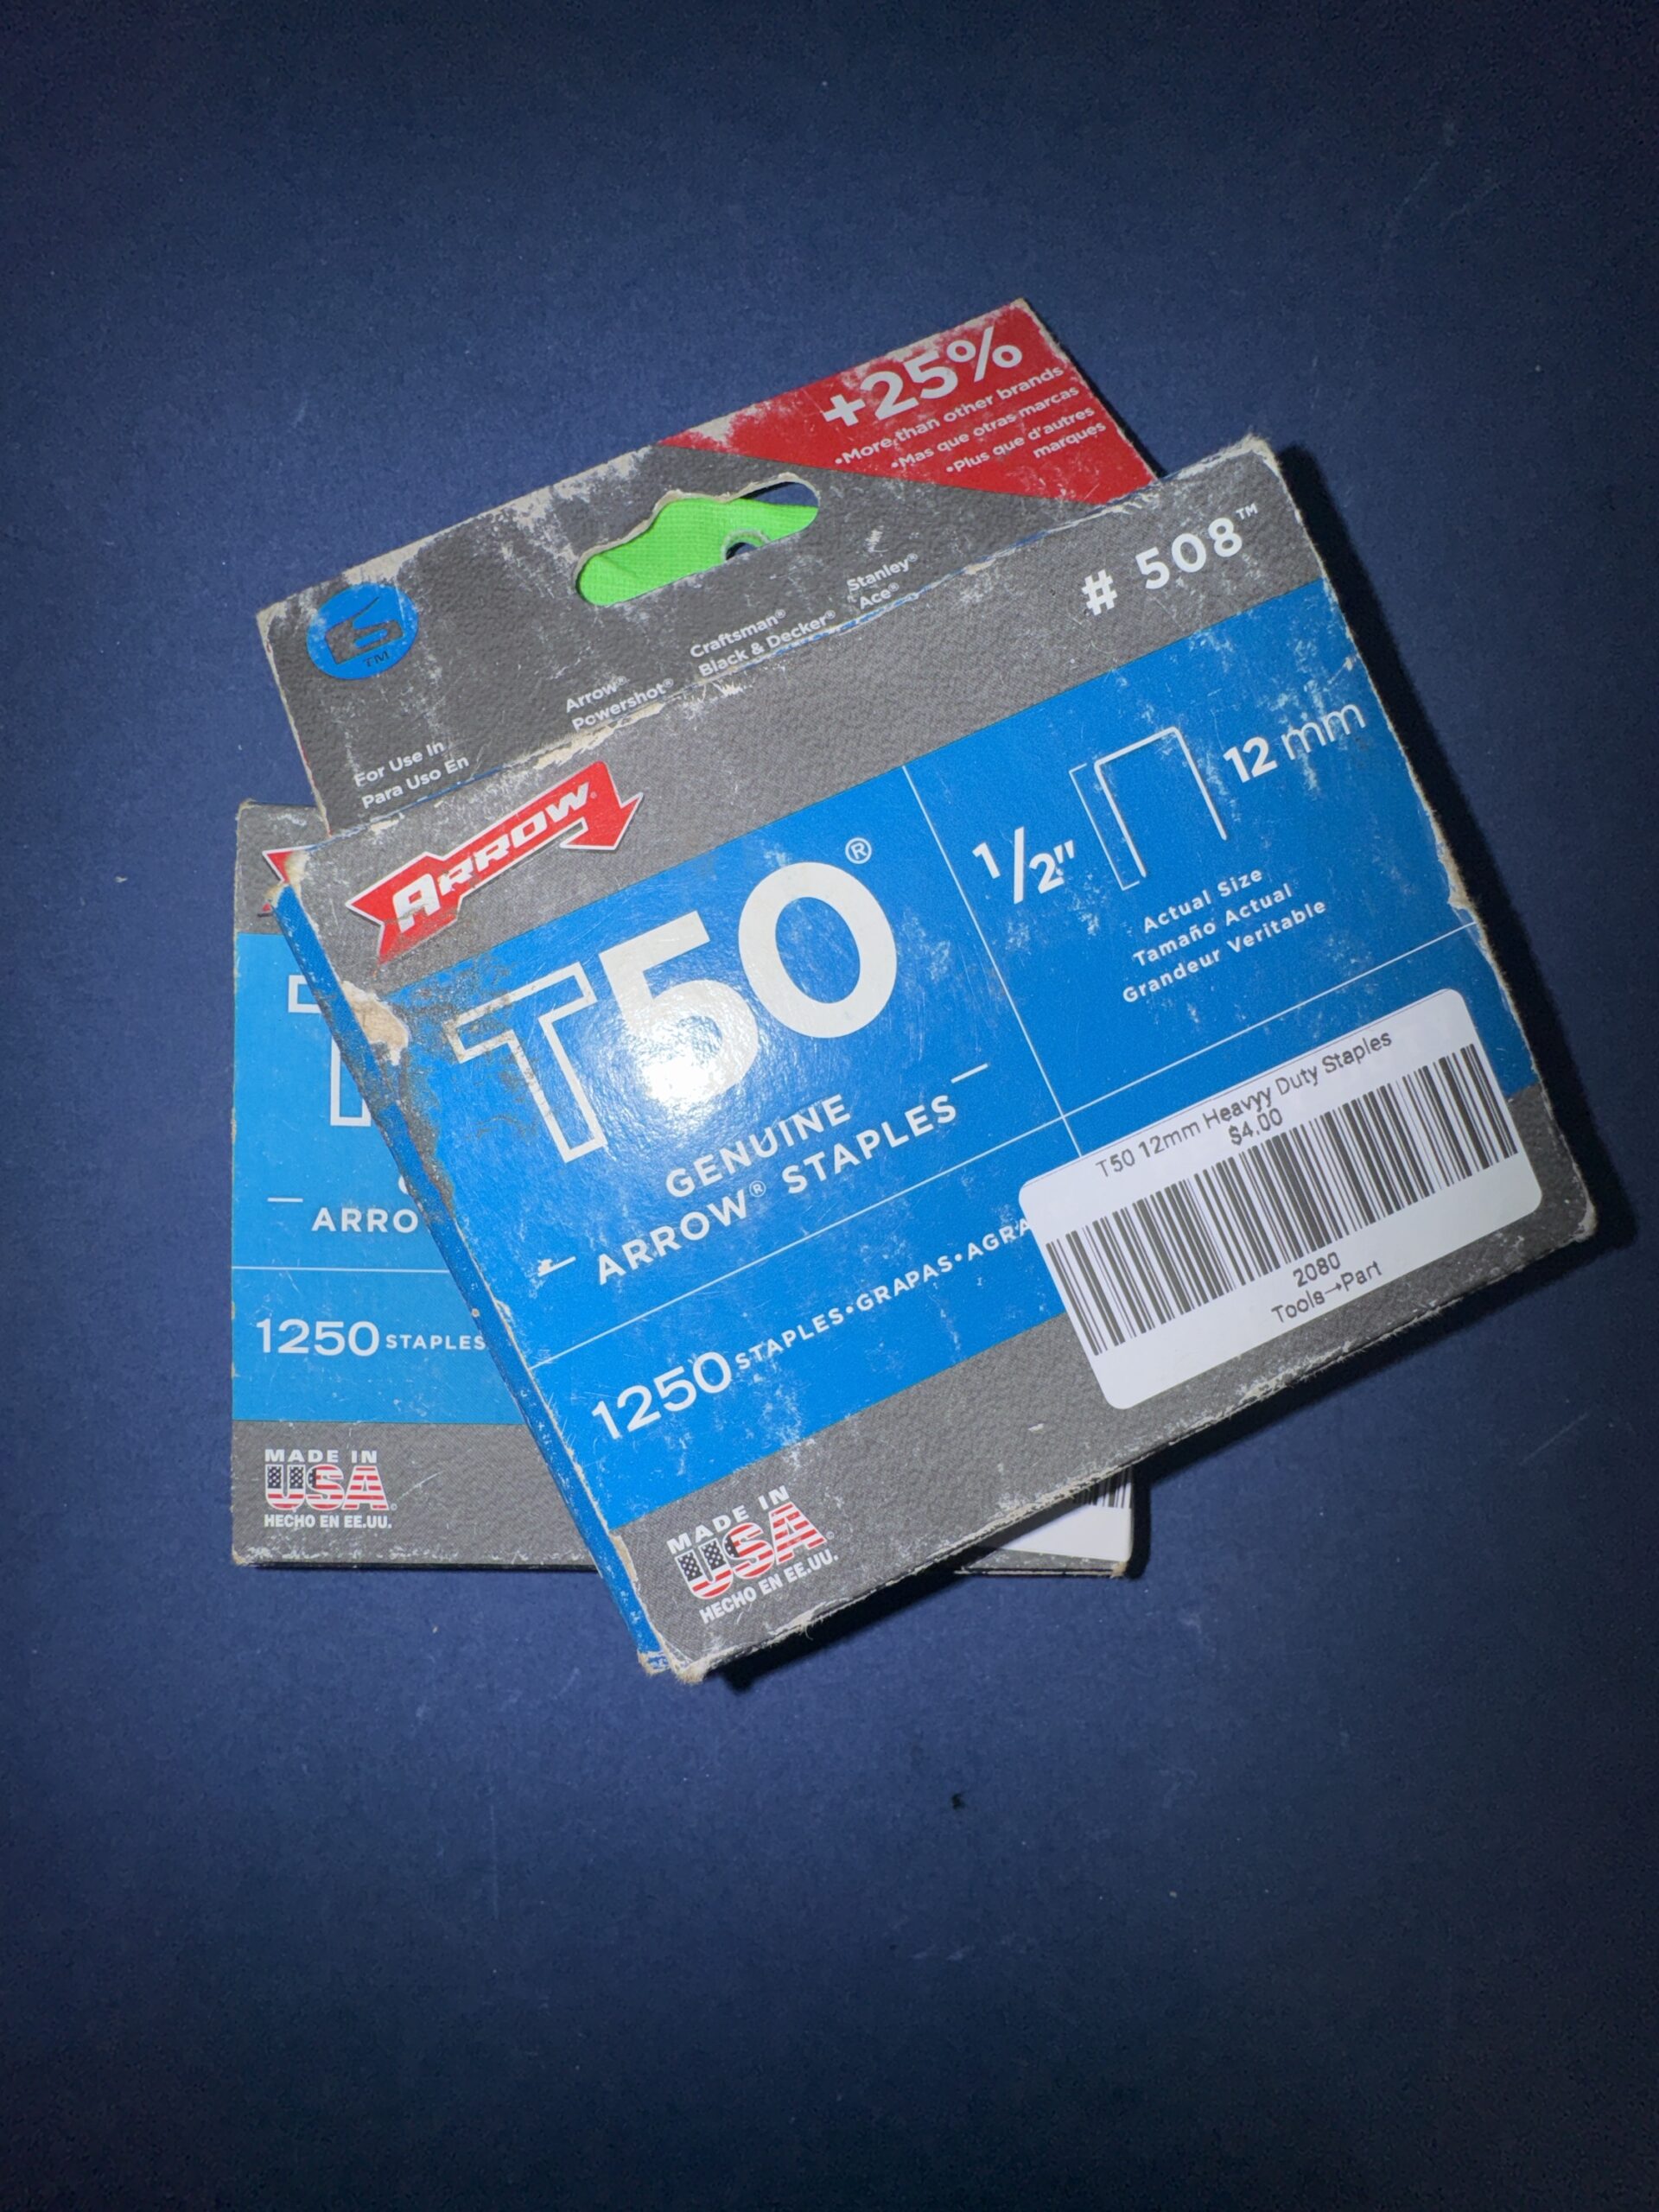 +25%
•More than other brands
•Mas que otras marcas
•Plus que d'autres
marques
TM
For Use In
Para Uso En
Arrow®
Powershot®
Craftsman®
Black & Decker®
Stanley®
Ace®
# 508™
ARROW®
T50®
GENUINE
ARROW® STAPLES
1/2"
12 mm
Actual Size
Tamaño Actual
Grandeur Veritable
1250 STAPLES•GRAPAS•AGRA
T50 12mm Heavyy Duty Staples
$4.00
2080
Tools→Part
MADE IN
USA
HECHO EN EE.UU.
T
ARRO
1250 STAPLES
MADE IN
USA
HECHO EN EE.UU.